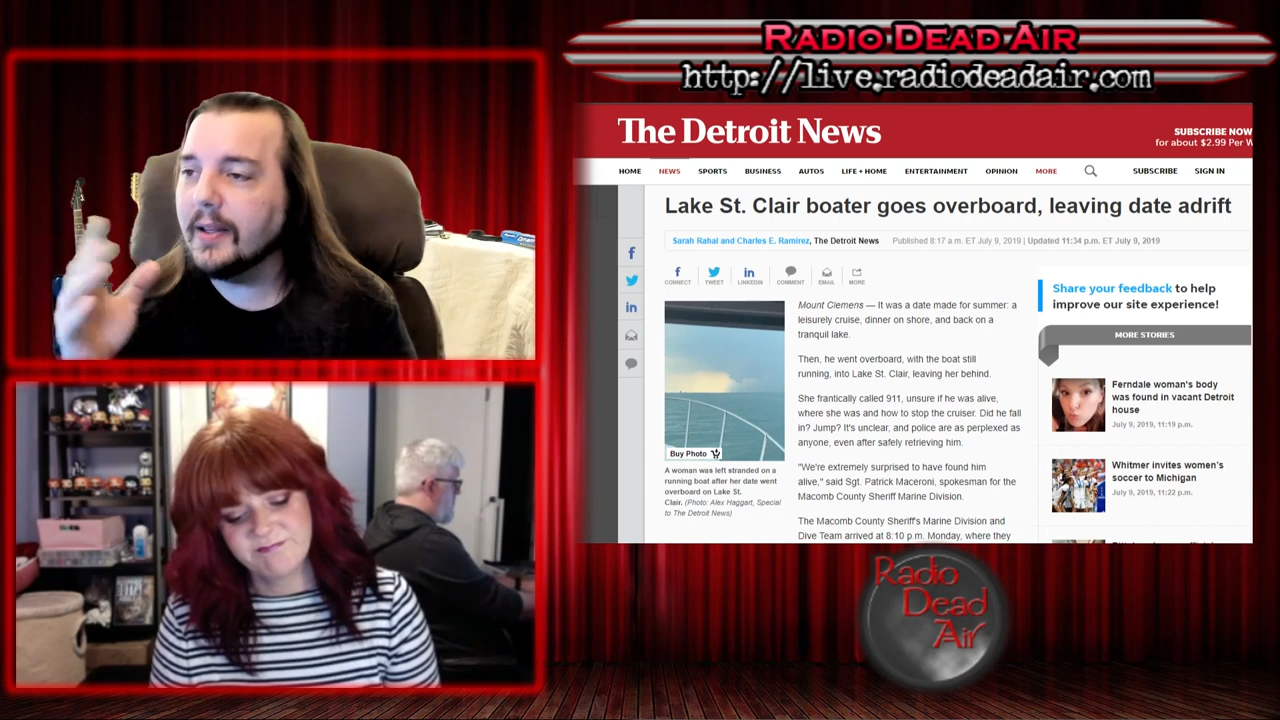 RADIO DEAD AIR
http://live.radiodeadair.com
The Detroit News
SUBSCRIBE NOW
for about $2.99 Per W
HOME NEWS SPORTS BUSINESS AUTOS LIFE + HOME ENTERTAINMENT OPINION MORE SUBSCRIBE SIGN IN
Lake St. Clair boater goes overboard, leaving date adrift
Sarah Rahal and Charles E. Ramirez, The Detroit News Published 8:17 a.m. ET July 9, 2019 | Updated 11:34 p.m. ET July 9, 2019
CONNECT TWEET LINKEDIN COMMENT EMAIL MORE
Buy Photo
A woman was left stranded on a
running boat after her date went
overboard on Lake St.
Clair. (Photo: Alex Haggart, Special
to The Detroit News)
Mount Clemens — It was a date made for summer: a
leisurely cruise, dinner on shore, and back on a
tranquil lake.
Then, he went overboard, with the boat still
running, into Lake St. Clair, leaving her behind.
She frantically called 911, unsure if he was alive,
where she was and how to stop the cruiser. Did he fall
in? Jump? It's unclear, and police are as perplexed as
anyone, even after safely retrieving him.
"We're extremely surprised to have found him
alive," said Sgt. Patrick Maceroni, spokesman for the
Macomb County Sheriff Marine Division.
The Macomb County Sheriff's Marine Division and
Dive Team arrived at 8:10 p.m. Monday, where they
Share your feedback to help
improve our site experience!
MORE STORIES
Ferndale woman's body
was found in vacant Detroit
house
July 9, 2019, 11:19 p.m.
Whitmer invites women's
soccer to Michigan
July 9, 2019, 11:22 p.m.
Radio
Dead
Air